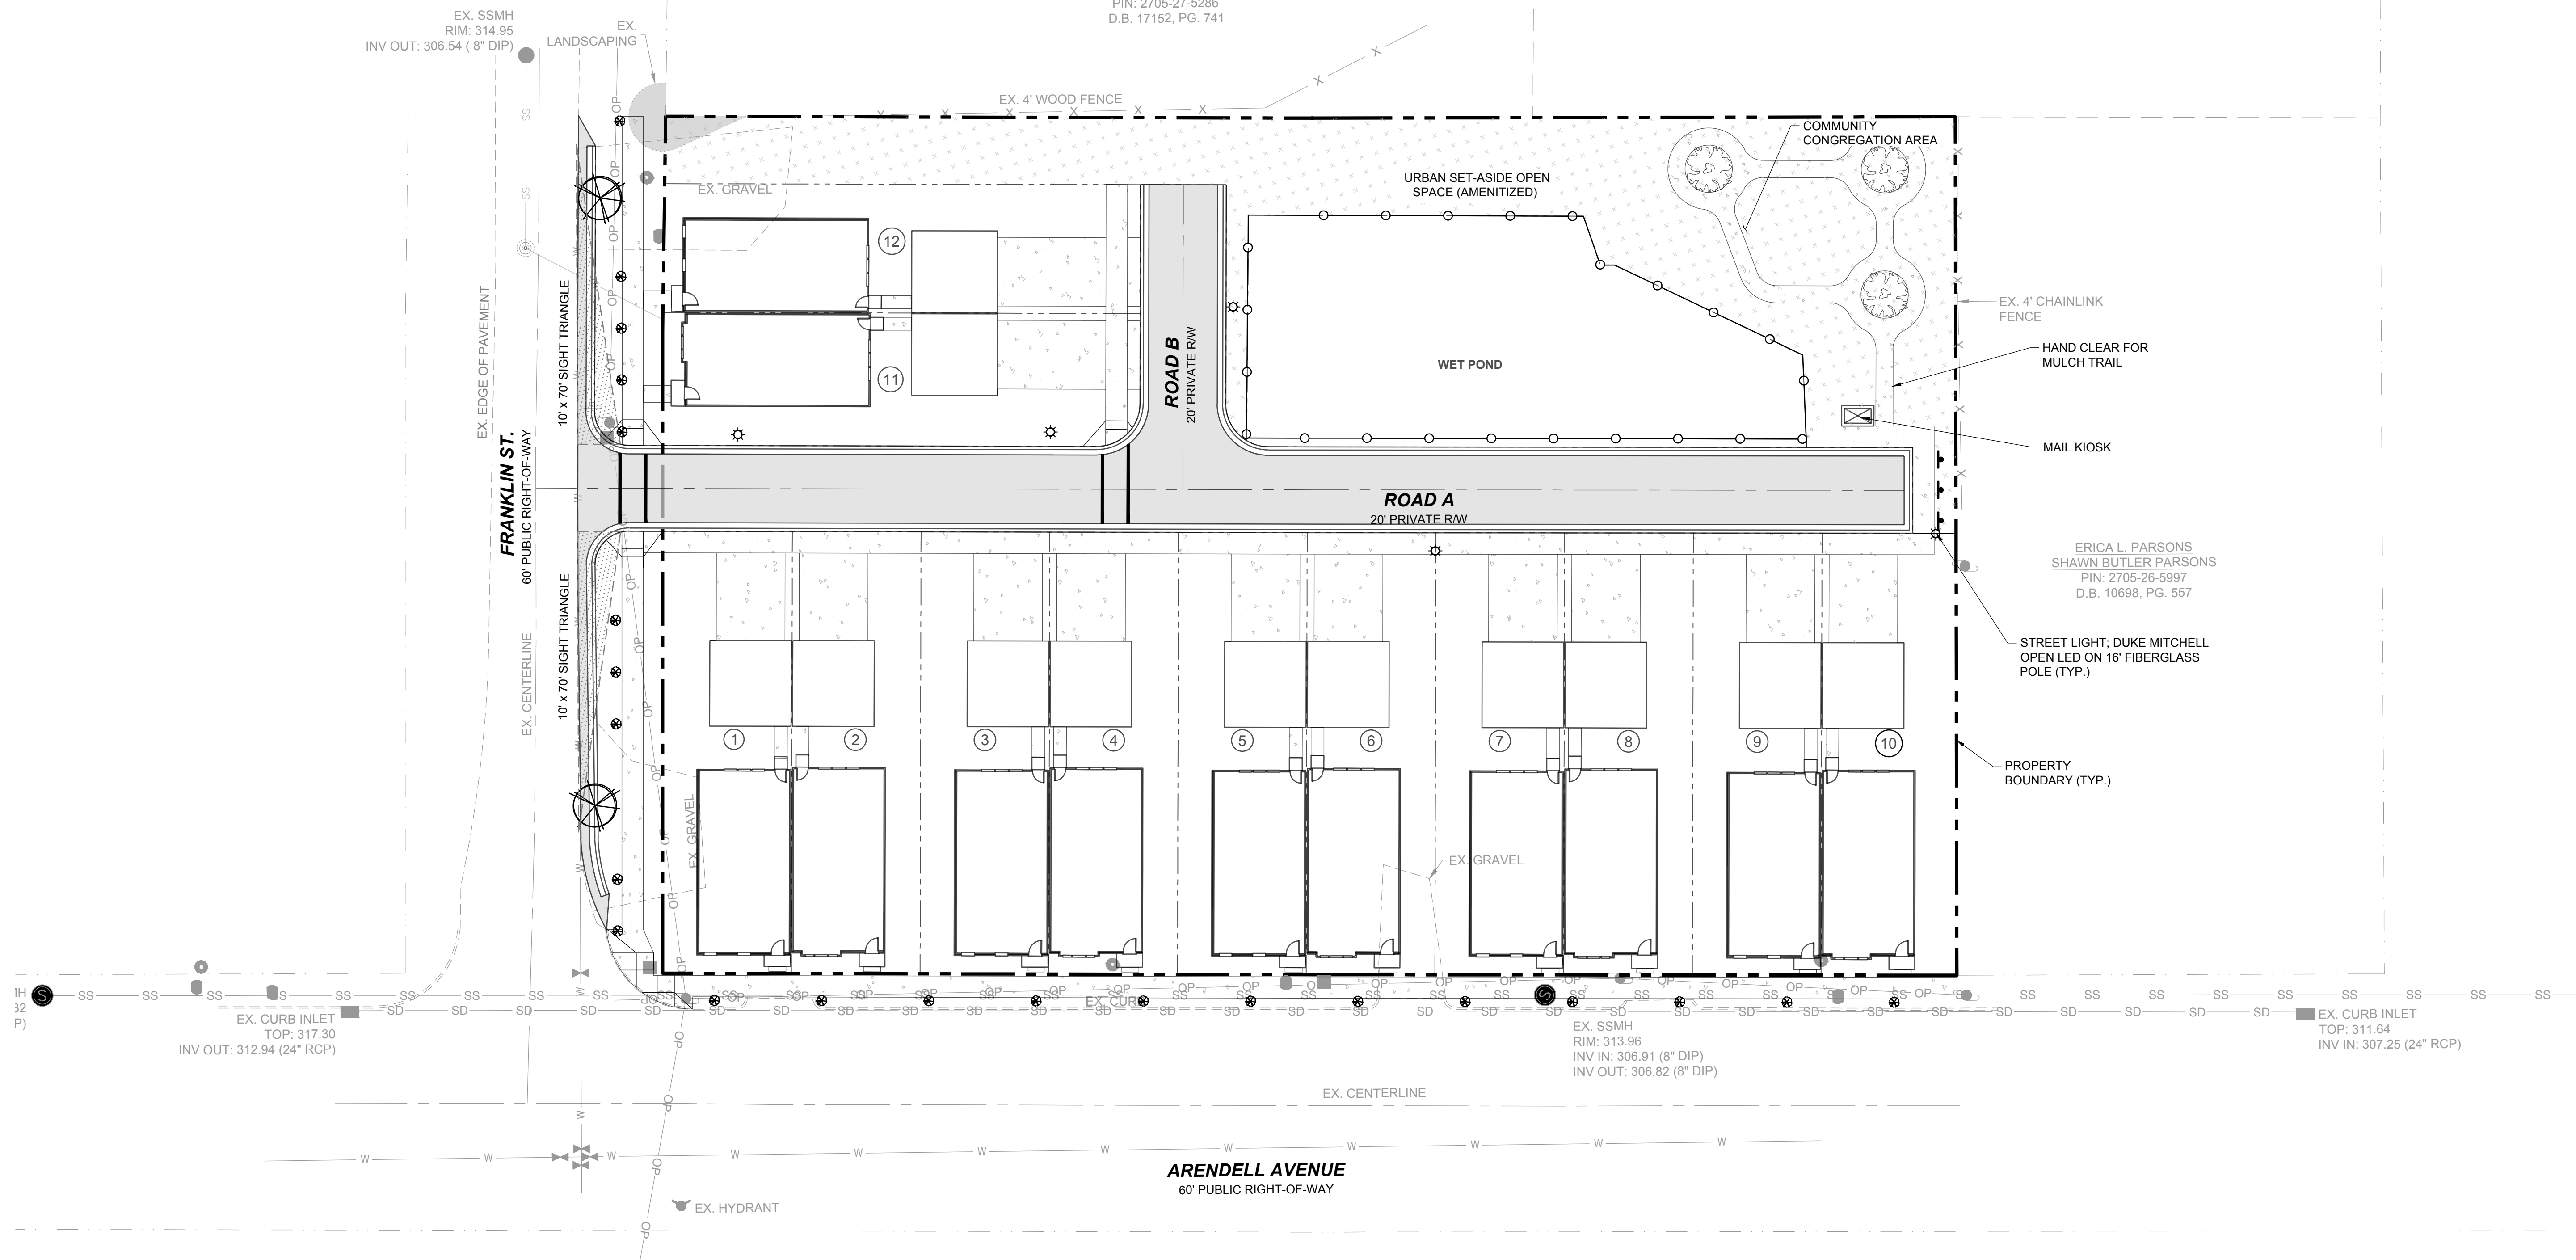 PIN: 2705-27-5286
D.B. 17152, PG. 741
EX. SSMH
RIM: 314.95
INV OUT: 306.54 ( 8" DIP)
EX.
LANDSCAPING
EX. 4' WOOD FENCE
COMMUNITY
CONGREGATION AREA
URBAN SET-ASIDE OPEN
SPACE (AMENITIZED)
EX. GRAVEL
12
11
10' x 70' SIGHT TRIANGLE
EX. EDGE OF PAVEMENT
FRANKLIN ST.
60' PUBLIC RIGHT-OF-WAY
ROAD B
20' PRIVATE R/W
WET POND
EX. 4' CHAINLINK
FENCE
HAND CLEAR FOR
MULCH TRAIL
MAIL KIOSK
ROAD A
20' PRIVATE R/W
ERICA L. PARSONS
SHAWN BUTLER PARSONS
PIN: 2705-26-5997
D.B. 10698, PG. 557
STREET LIGHT; DUKE MITCHELL
OPEN LED ON 16' FIBERGLASS
POLE (TYP.)
10' x 70' SIGHT TRIANGLE
EX. CENTERLINE
1
2
3
4
5
6
7
8
9
10
PROPERTY
BOUNDARY (TYP.)
EX. GRAVEL
EX. GRAVEL
EX. CURB
EX. CURB INLET
TOP: 317.30
INV OUT: 312.94 (24" RCP)
EX. SSMH
RIM: 313.96
INV IN: 306.91 (8" DIP)
INV OUT: 306.82 (8" DIP)
EX. CURB INLET
TOP: 311.64
INV IN: 307.25 (24" RCP)
EX. CENTERLINE
ARENDELL AVENUE
60' PUBLIC RIGHT-OF-WAY
EX. HYDRANT